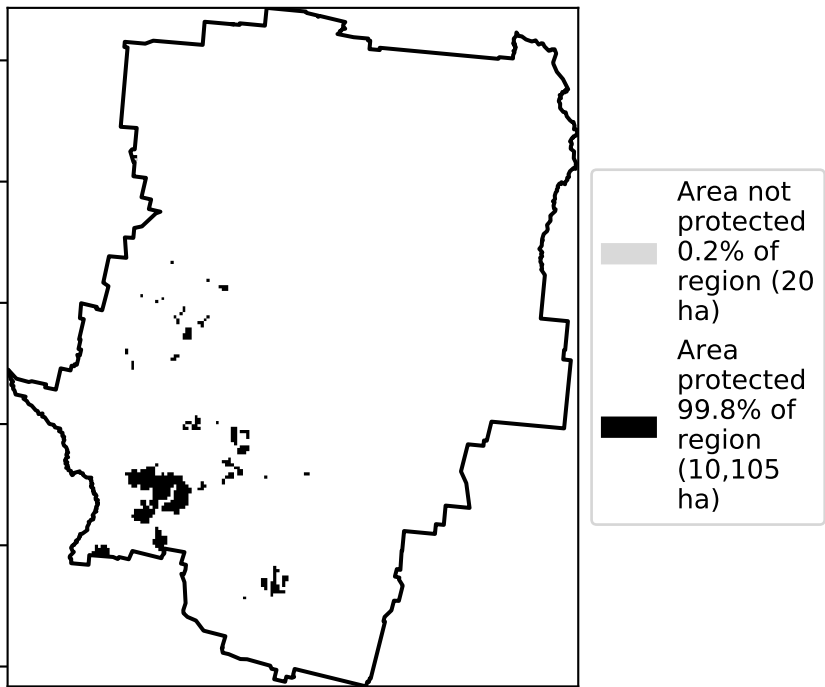 Area not
protected
0.2% of
region (20
ha)
Area
protected
99.8% of
region
(10,105
ha)